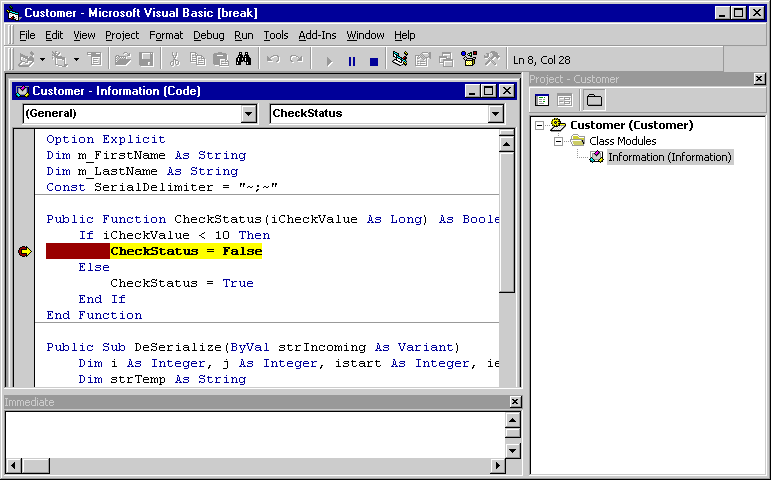 Customer - Microsoft Visual Basic [break]
File Edit View Project Format Debug Run Tools Add-Ins Window Help
Ln 8, Col 28
Customer - Information (Code)
(General) CheckStatus
Option Explicit
Dim m_FirstName As String
Dim m_LastName As String
Const SerialDelimiter = "~;~"
Public Function CheckStatus(iCheckValue As Long) As Boole
If iCheckValue < 10 Then
CheckStatus = False
Else
CheckStatus = True
End If
End Function
Public Sub DeSerialize(ByVal strIncoming As Variant)
Dim i As Integer, j As Integer, istart As Integer, ie
Dim strTemp As String
Immediate
Project - Customer
Customer (Customer)
Class Modules
Information (Information)